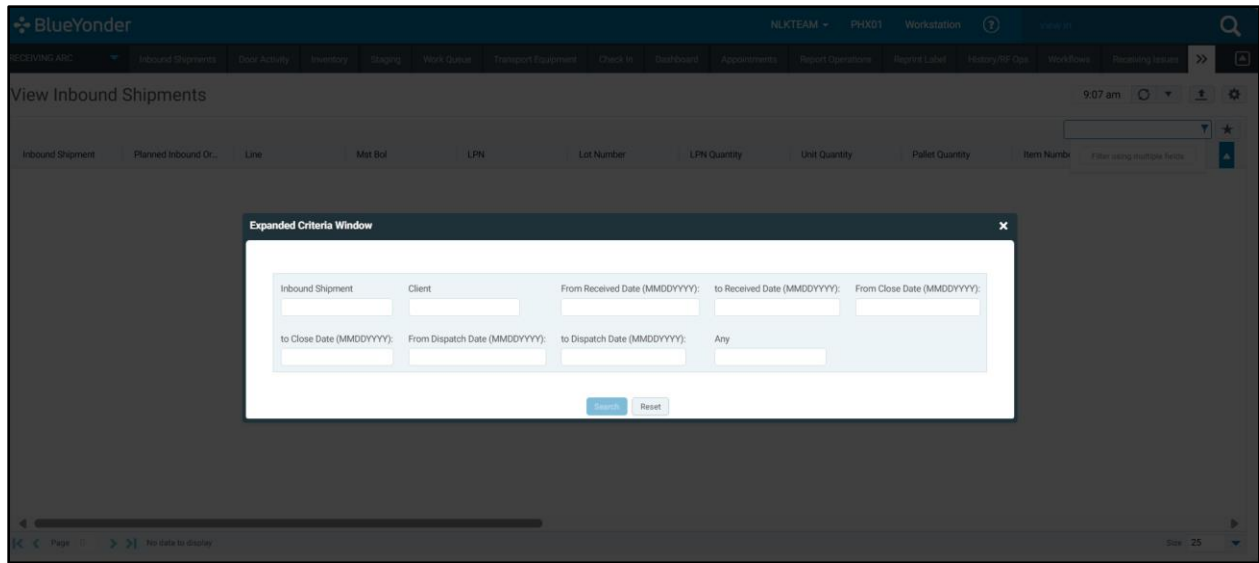 BlueYonder
NLKTEAM PHX01 Workstation ?
RECEIVING ARC Inbound Shipments Door Activity Inventory Staging Work Queue Transport Equipment Check In Dashboard Appointments Report Operations Reprint Label History/RF Ops Workflows Receiving Issues
View Inbound Shipments
9:07 am
Inbound Shipment Planned Inbound Or... Line Mst Bol LPN Lot Number LPN Quantity Unit Quantity Pallet Quantity Item Numb
Filter using multiple fields
Expanded Criteria Window
Inbound Shipment Client From Received Date (MMDDYYYY): to Received Date (MMDDYYYY): From Close Date (MMDDYYYY):
to Close Date (MMDDYYYY): From Dispatch Date (MMDDYYYY): to Dispatch Date (MMDDYYYY): Any
Search Reset
Page No data to display Size 25